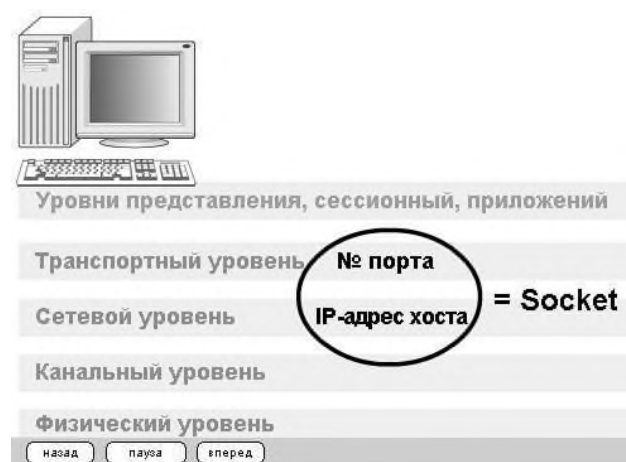 Уровни представления, сессионный, приложений
Транспортный уровень № порта
Сетевой уровень IP-адрес хоста = Socket
Канальный уровень
Физический уровень
назад пауза вперед